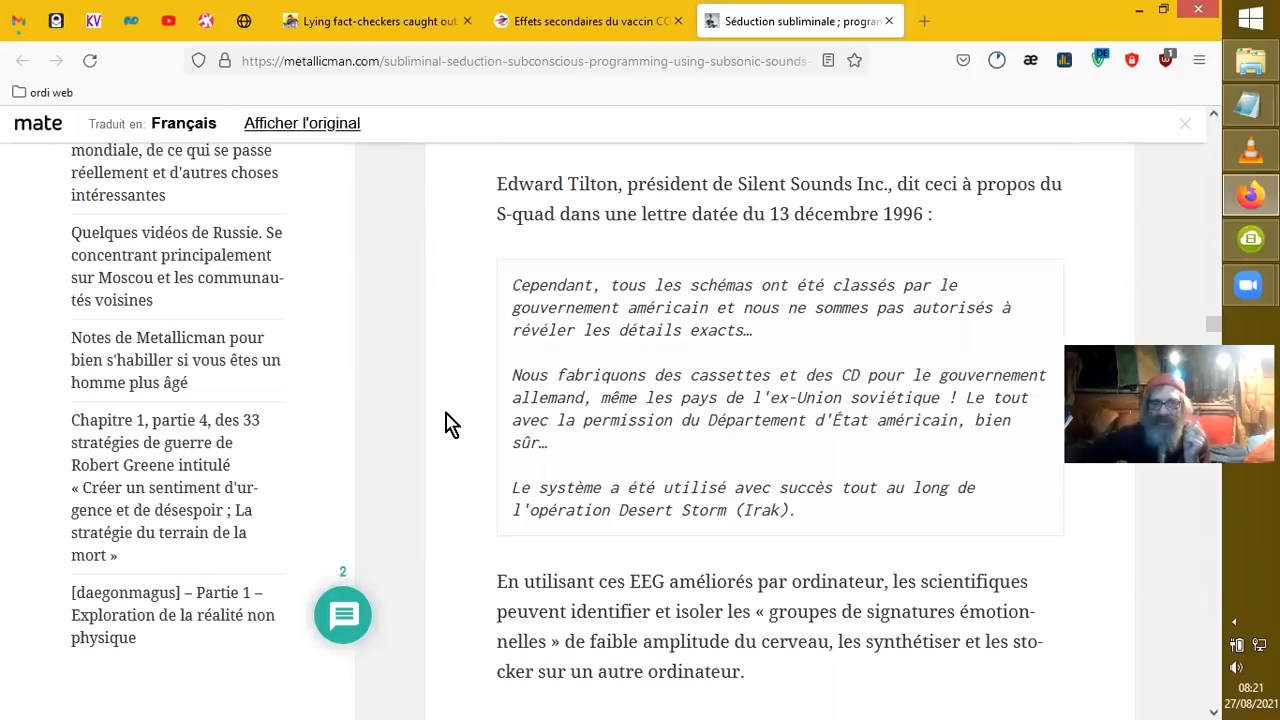 Lying fact-checkers caught out
Effets secondaires du vaccin CO
Séduction subliminale ; program
https://metallicman.com/subliminal-seduction-subconscious-programming-using-subsonic-sounds-
ordi web
mate Traduit en: Français Afficher l'original
mondiale, de ce qui se passe
réellement et d'autres choses
intéressantes
Quelques vidéos de Russie. Se
concentrant principalement
sur Moscou et les communau-
tés voisines
Notes de Metallicman pour
bien s'habiller si vous êtes un
homme plus âgé
Chapitre 1, partie 4, des 33
stratégies de guerre de
Robert Greene intitulé
« Créer un sentiment d'ur-
gence et de désespoir ; La
stratégie du terrain de la
mort »
[daegonmagus] – Partie 1 –
Exploration de la réalité non
physique
2
Edward Tilton, président de Silent Sounds Inc., dit ceci à propos du
S-quad dans une lettre datée du 13 décembre 1996 :
Cependant, tous les schémas ont été classés par le
gouvernement américain et nous ne sommes pas autorisés à
révéler les détails exacts…
Nous fabriquons des cassettes et des CD pour le gouvernement
allemand, même les pays de l'ex-Union soviétique ! Le tout
avec la permission du Département d'État américain, bien
sûr…
Le système a été utilisé avec succès tout au long de
l'opération Desert Storm (Irak).
En utilisant ces EEG améliorés par ordinateur, les scientifiques
peuvent identifier et isoler les « groupes de signatures émotion-
nelles » de faible amplitude du cerveau, les synthétiser et les sto-
cker sur un autre ordinateur.
KV
æ
DE
1
08:21
27/08/2021